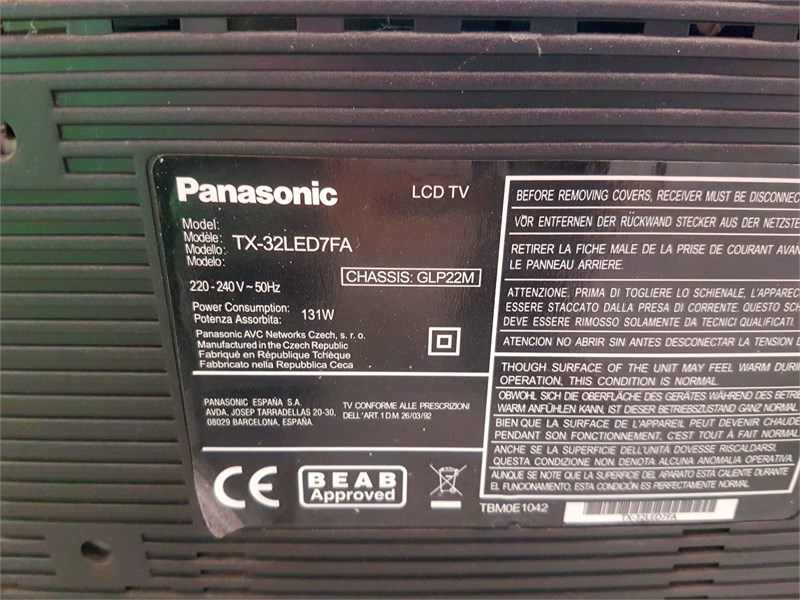 Panasonic
LCD TV
Model:
Modèle:
Modello:
Modelo:
TX-32LED7FA
CHASSIS: GLP22M
220 - 240 V ~ 50Hz
Power Consumption:
Potenza Assorbita:
131W
Panasonic AVC Networks Czech, s. r. o.
Manufactured in the Czech Republic
Fabriqué en République Tchèque
Fabbricato nella Repubblica Ceca
PANASONIC ESPAÑA S.A.
AVDA, JOSEP TARRADELLAS 20-30,
08029 BARCELONA, ESPAÑA.
TV CONFORME ALLE PRESCRIZIONI
DELL'ART 1 D.M. 26/03/92
CE
BEAB
Approved
BEFORE REMOVING COVERS, RECEIVER MUST BE DISCONNEC
VOR ENTFERNEN DER RÜCKWAND STECKER AUS DER NETZSTE
RETIRER LA FICHE MALE DE LA PRISE DE COURANT AVAN
LE PANNEAU ARRIERE.
ATTENZIONE. PRIMA DI TOGLIERE LO SCHIENALE, L'APPAREC
ESSERE STACCATO DALLA PRESA DI CORRENTE. QUESTO SCH
DEVE ESSERE RIMOSSO SOLAMENTE DA TECNICI QUALIFICATI.
ATENCION NO ABRIR SIN ANTES DESCONECTAR LA TENSION D
THOUGH SURFACE OF THE UNIT MAY FEEL WARM DURI
OPERATION, THIS CONDITION IS NORMAL.
OBWOHL SICH DIE OBERFLÄCHE DES GERÄTES WÄHREND DES BETRIE
WARM ANFÜHLEN KANN, IST DIESER BETRIEBZUSTAND GANZ NORMAL.
BIEN QUE LA SURFACE DE L'APPAREIL PEUT DEVENIR CHAUDE
PENDANT SON FONCTIONNEMENT, C'EST TOUT À FAIT NORMAL.
ANCHE SE LA SUPERFICIE DELL'UNITÀ DOVESSE RISCALDARSI,
QUESTA CONDIZIONE NON DENOTA ALCUNA ANOMALIA OPERATIVA.
AUNQUE SE NOTE QUE LA SUPERFICIE DEL APARATO ESTÁ CALIENTE DURANTE
EL FUNCIONAMIENTO, ESTA CONDICIÓN ES PERFECTAMENTE NORMAL.
TBM0E1042
TX-32LED7FA